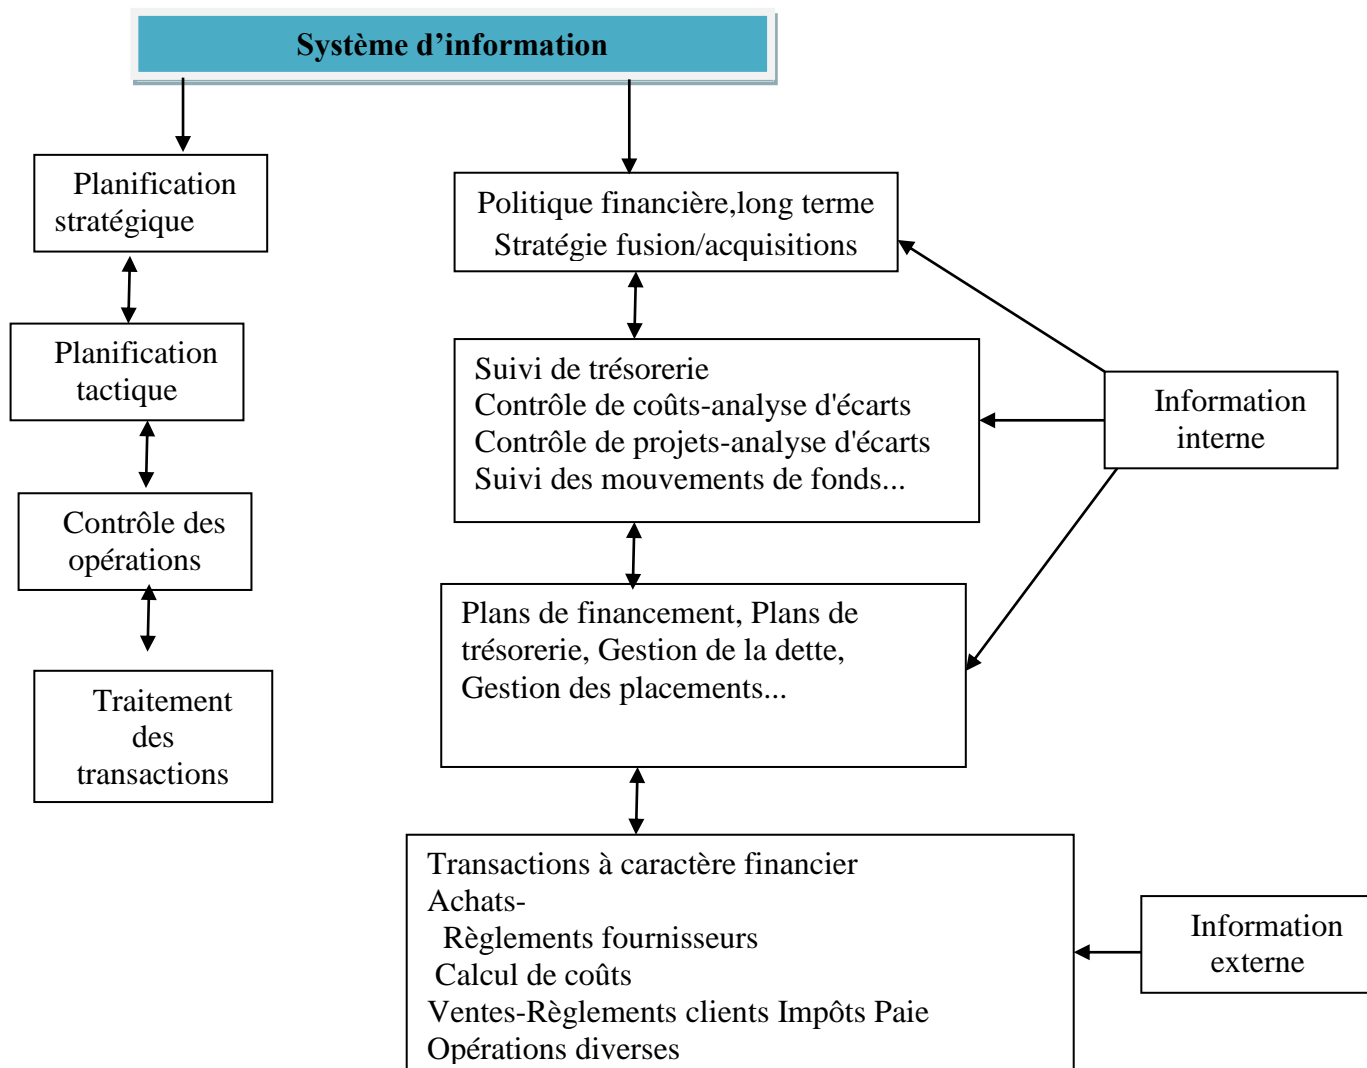 Système d’information
Planification
stratégique
Planification
tactique
Contrôle des
opérations
Traitement
des
transactions
Politique financière,long terme
Stratégie fusion/acquisitions
Suivi de trésorerie
Contrôle de coûts-analyse d'écarts
Contrôle de projets-analyse d'écarts
Suivi des mouvements de fonds...
Plans de financement, Plans de
trésorerie, Gestion de la dette,
Gestion des placements...
Transactions à caractère financier
Achats-
Règlements fournisseurs
Calcul de coûts
Ventes-Règlements clients Impôts Paie
Opérations diverses
Information
interne
Information
externe